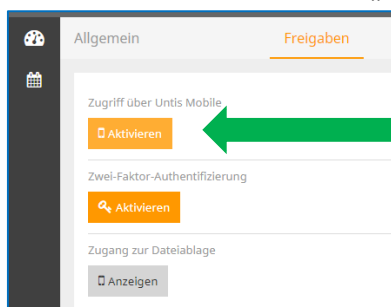 Allgemein Freigaben
Zugriff über Untis Mobile
Aktivieren
Zwei-Faktor-Authentifizierung
Aktivieren
Zugang zur Dateiablage
Anzeigen